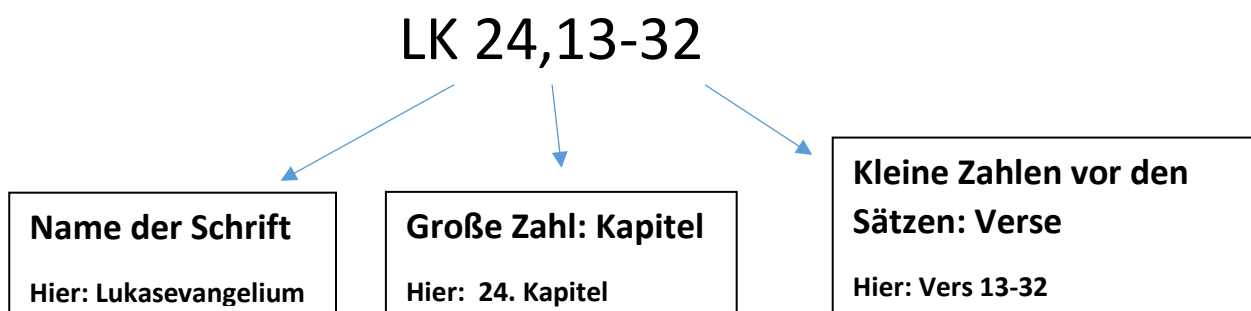 LK 24,13-32
Name der Schrift
Hier: Lukasevangelium
Große Zahl: Kapitel
Hier: 24. Kapitel
Kleine Zahlen vor den
Sätzen: Verse
Hier: Vers 13-32